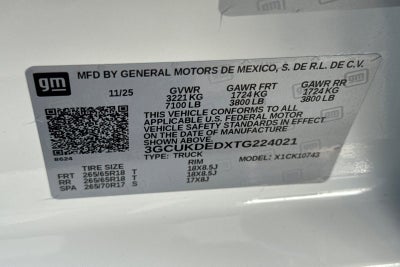 gm
MFD BY GENERAL MOTORS DE MEXICO, S. DE R.L. DE C.V.
11/25 GVWR GAWR FRT GAWR RR
3221 KG 1724 KG 1724 KG
7100 LB 3800 LB 3800 LB
THIS VEHICLE CONFORMS TO ALL
APPLICABLE U.S. FEDERAL MOTOR
VEHICLE SAFETY STANDARDS IN
EFFECT ON THE DATE OF
MANUFACTURE SHOWN ABOVE.
8624
3GCUKDEDXTG224021
TYPE: TRUCK MODEL: X1CK10743
TIRE SIZE RIM
FRT 265/65R18 T 18X8.5J
RR 265/65R18 T 18X8.5J
SPA 265/70R17 S 17X8J